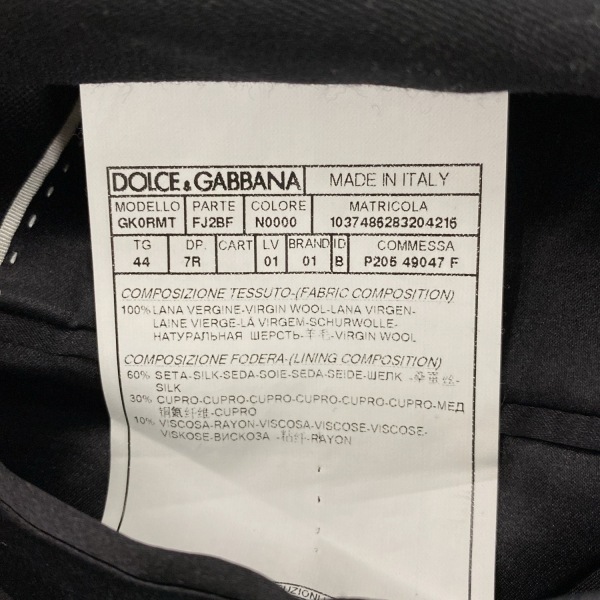 DOLCE & GABBANA MADE IN ITALY
MODELLO PARTE COLORE MATRICOLA
GK0RMT FJ2BF N0000 1037486283204215
TG DP. CART LV BRAND ID COMMESSA
44 7R 01 01 B P205 49047 F
COMPOSIZIONE TESSUTO-(FABRIC COMPOSITION)
100% LANA VERGINE-VIRGIN WOOL-LANA VIRGEN-
LAINE VIERGE-LÃ VIRGEM-SCHURWOLLE-
НАТУРАЛЬНАЯ ШЕРСТЬ-羊毛-VIRGIN WOOL
COMPOSIZIONE FODERA-(LINING COMPOSITION)
60% SETA-SILK-SEDA-SOIE-SEDA-SEIDE-ШЕЛК -桑蚕丝-
SILK
30% CUPRO-CUPRO-CUPRO-CUPRO-CUPRO-CUPRO-МЕД
铜氨纤维-CUPRO
10% VISCOSA-RAYON-VISCOSA-VISCOSE-VISCOSE-
VISKOSE-ВИСКОЗА -粘纤-RAYON